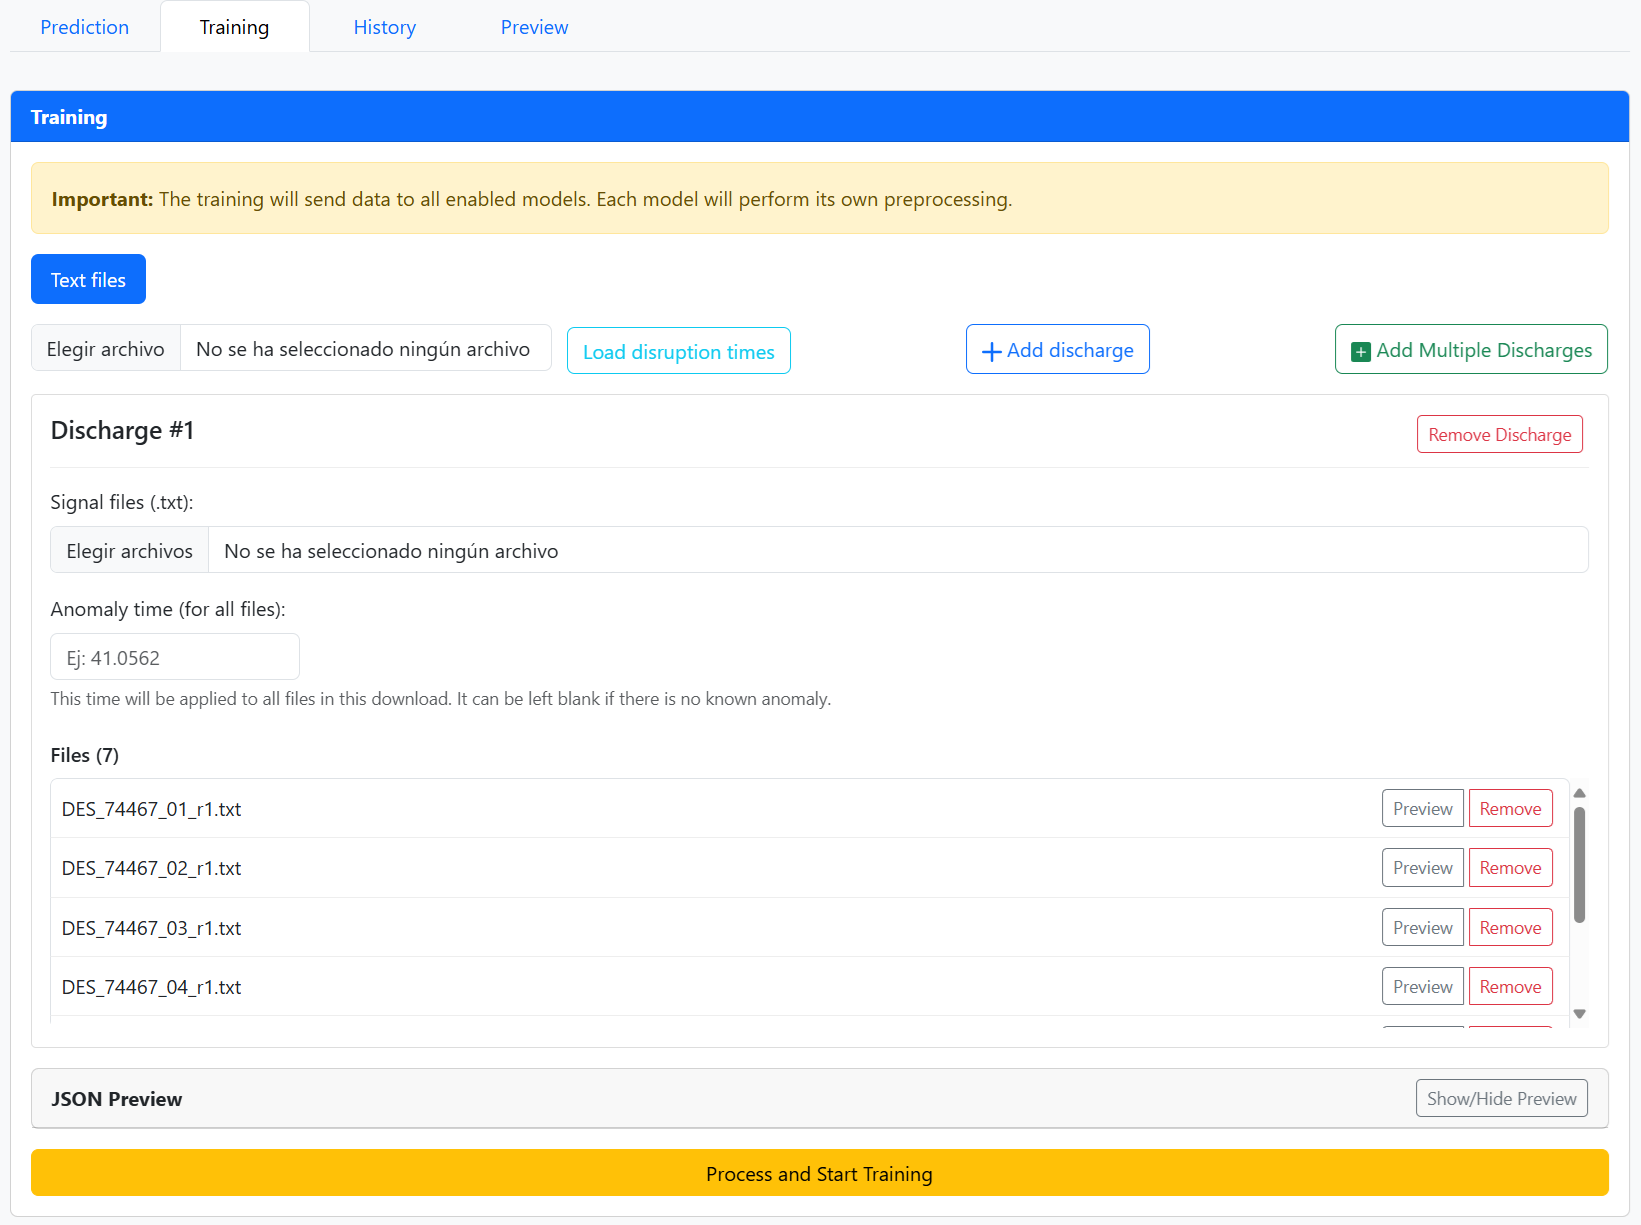 Prediction Training History Preview
Training
Important: The training will send data to all enabled models. Each model will perform its own preprocessing.
Text files
Elegir archivo No se ha seleccionado ningún archivo Load disruption times + Add discharge + Add Multiple Discharges
Discharge #1 Remove Discharge
Signal files (.txt):
Elegir archivos No se ha seleccionado ningún archivo
Anomaly time (for all files):
Ej: 41.0562
This time will be applied to all files in this download. It can be left blank if there is no known anomaly.
Files (7)
DES_74467_01_r1.txt Preview Remove
DES_74467_02_r1.txt Preview Remove
DES_74467_03_r1.txt Preview Remove
DES_74467_04_r1.txt Preview Remove
JSON Preview Show/Hide Preview
Process and Start Training